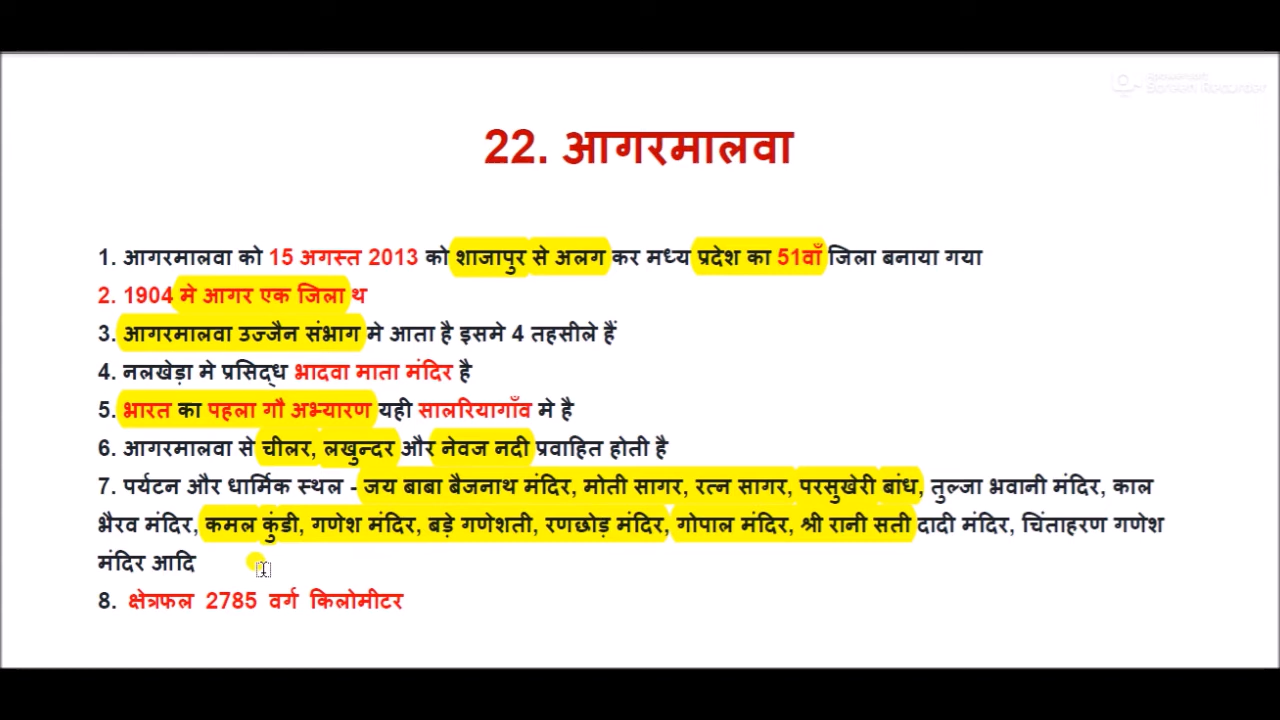 Screen Recorder
22. आगरमालवा
1. आगरमालवा को 15 अगस्त 2013 को शाजापुर से अलग कर मध्य प्रदेश का 51वाँ जिला बनाया गया
2. 1904 मे आगर एक जिला थ
3. आगरमालवा उज्जैन संभाग मे आता है इसमे 4 तहसीले हैं
4. नलखेड़ा मे प्रसिद्ध भादवा माता मंदिर है
5. भारत का पहला गौ अभ्यारण यही सालरियागाँव मे है
6. आगरमालवा से चीलर, लखुन्दर और नेवज नदी प्रवाहित होती है
7. पर्यटन और धार्मिक स्थल - जय बाबा बैजनाथ मंदिर, मोती सागर, रत्न सागर, परसुखेरी बांध, तुल्जा भवानी मंदिर, काल
भैरव मंदिर, कमल कुंडी, गणेश मंदिर, बड़े गणेशती, रणछोड़ मंदिर, गोपाल मंदिर, श्री रानी सती दादी मंदिर, चिंताहरण गणेश
मंदिर आदि
8. क्षेत्रफल 2785 वर्ग किलोमीटर